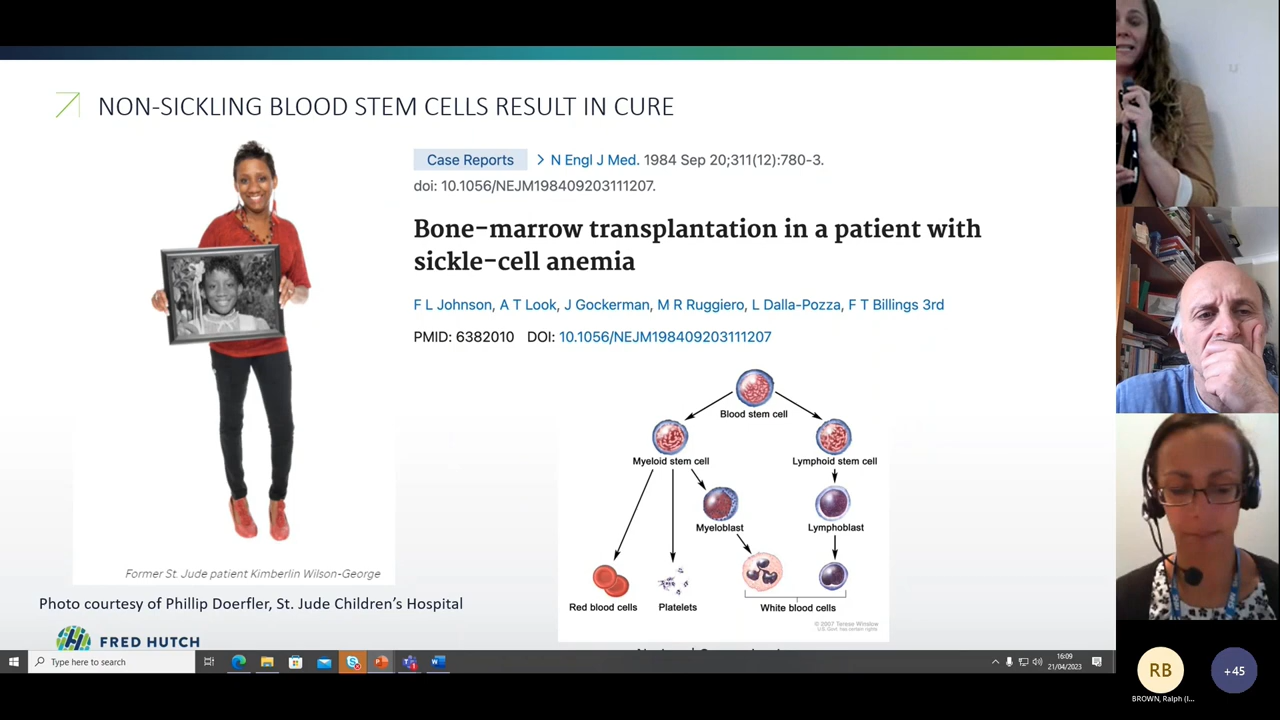 NON-SICKLING BLOOD STEM CELLS RESULT IN CURE
Case Reports > N Engl J Med. 1984 Sep 20;311(12):780-3.
doi: 10.1056/NEJM198409203111207.
Bone-marrow transplantation in a patient with
sickle-cell anemia
F L Johnson, A T Look, J Gockerman, M R Ruggiero, L Dalla-Pozza, F T Billings 3rd
PMID: 6382010 DOI: 10.1056/NEJM198409203111207
Blood stem cell
Myeloid stem cell
Lymphoid stem cell
Myeloblast
Lymphoblast
Red blood cells
Platelets
White blood cells
© 2007 Terese Winslow
U.S. Govt. has certain rights
Former St. Jude patient Kimberlin Wilson-George
Photo courtesy of Phillip Doerfler, St. Jude Children's Hospital
FRED HUTCH
Type here to search
16:09
21/04/2023
RB
+45
BROWN, Ralph (I...